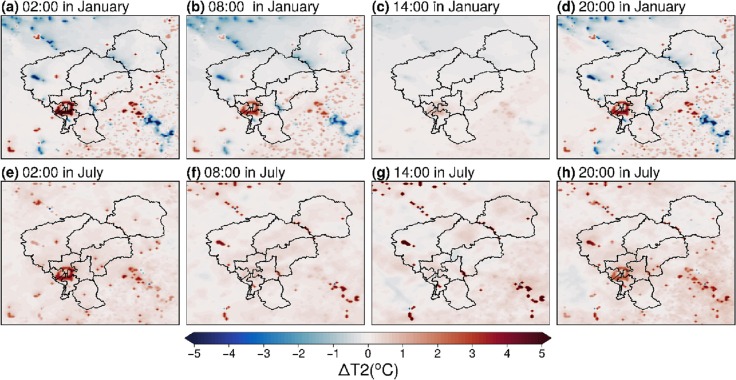 (a) 02:00 in January (b) 08:00 in January (c) 14:00 in January (d) 20:00 in January
(e) 02:00 in July (f) 08:00 in July (g) 14:00 in July (h) 20:00 in July
−5 −4 −3 −2 −1 0 1 2 3 4 5
ΔT2(°C)